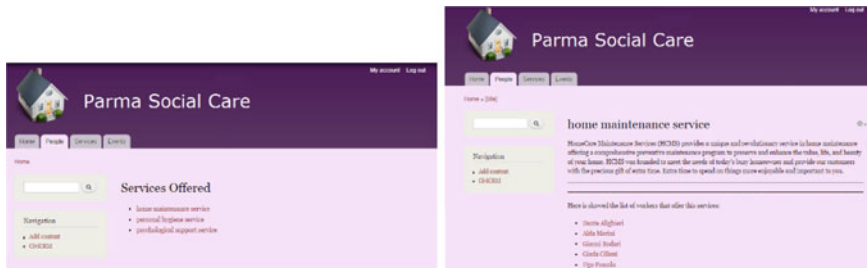 My account Log out
Parma Social Care
Home People Services Events
Home
Services Offered
home maintenance service
personal hygiene service
psychological support service
Navigation
Add content
My account Log out
Parma Social Care
Home People Services Events
Home » [title]
home maintenance service
HomeCare Maintenance Services (HCMS) provides a unique and revolutionary service in home maintenance
offering a comprehensive preventive maintenance program to preserve and enhance the value, life, and beauty
of your home. HCMS was founded to meet the needs of today's busy homeowners and provide our customers
with the precious gift of extra time. Extra time to spend on things more enjoyable and important to you.
Navigation
Add content
Here is showed the list of workers that offer this services:
Dante Alighieri
Alda Merini
Gianni Rodari
Ugo Foscolo